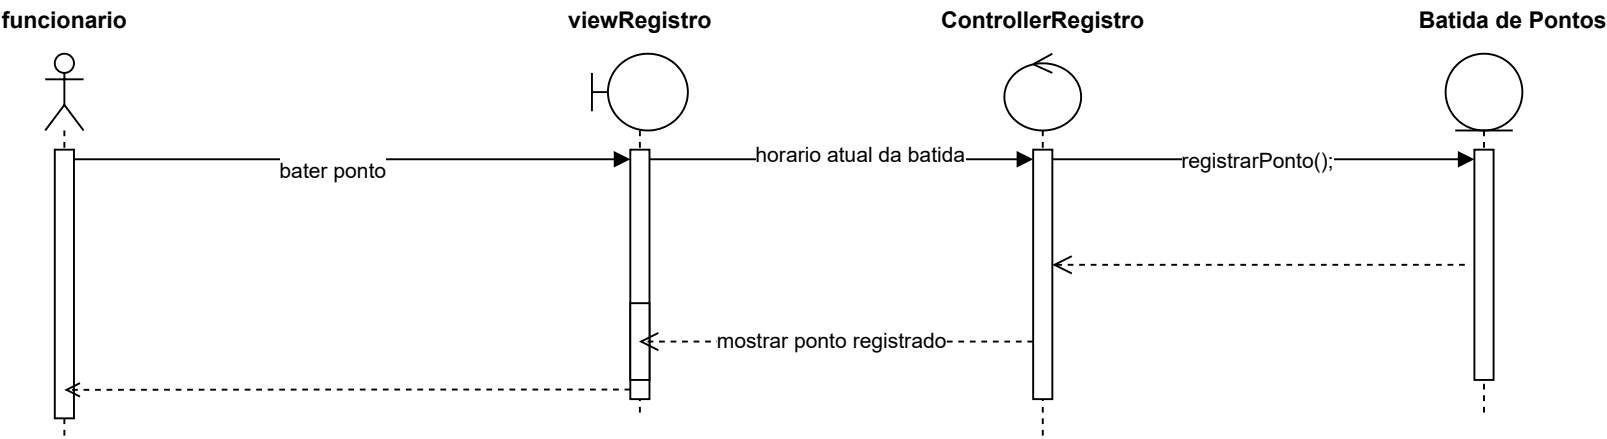 funcionario
viewRegistro
ControllerRegistro
Batida de Pontos
bater ponto
horario atual da batida
registrarPonto();
mostrar ponto registrado